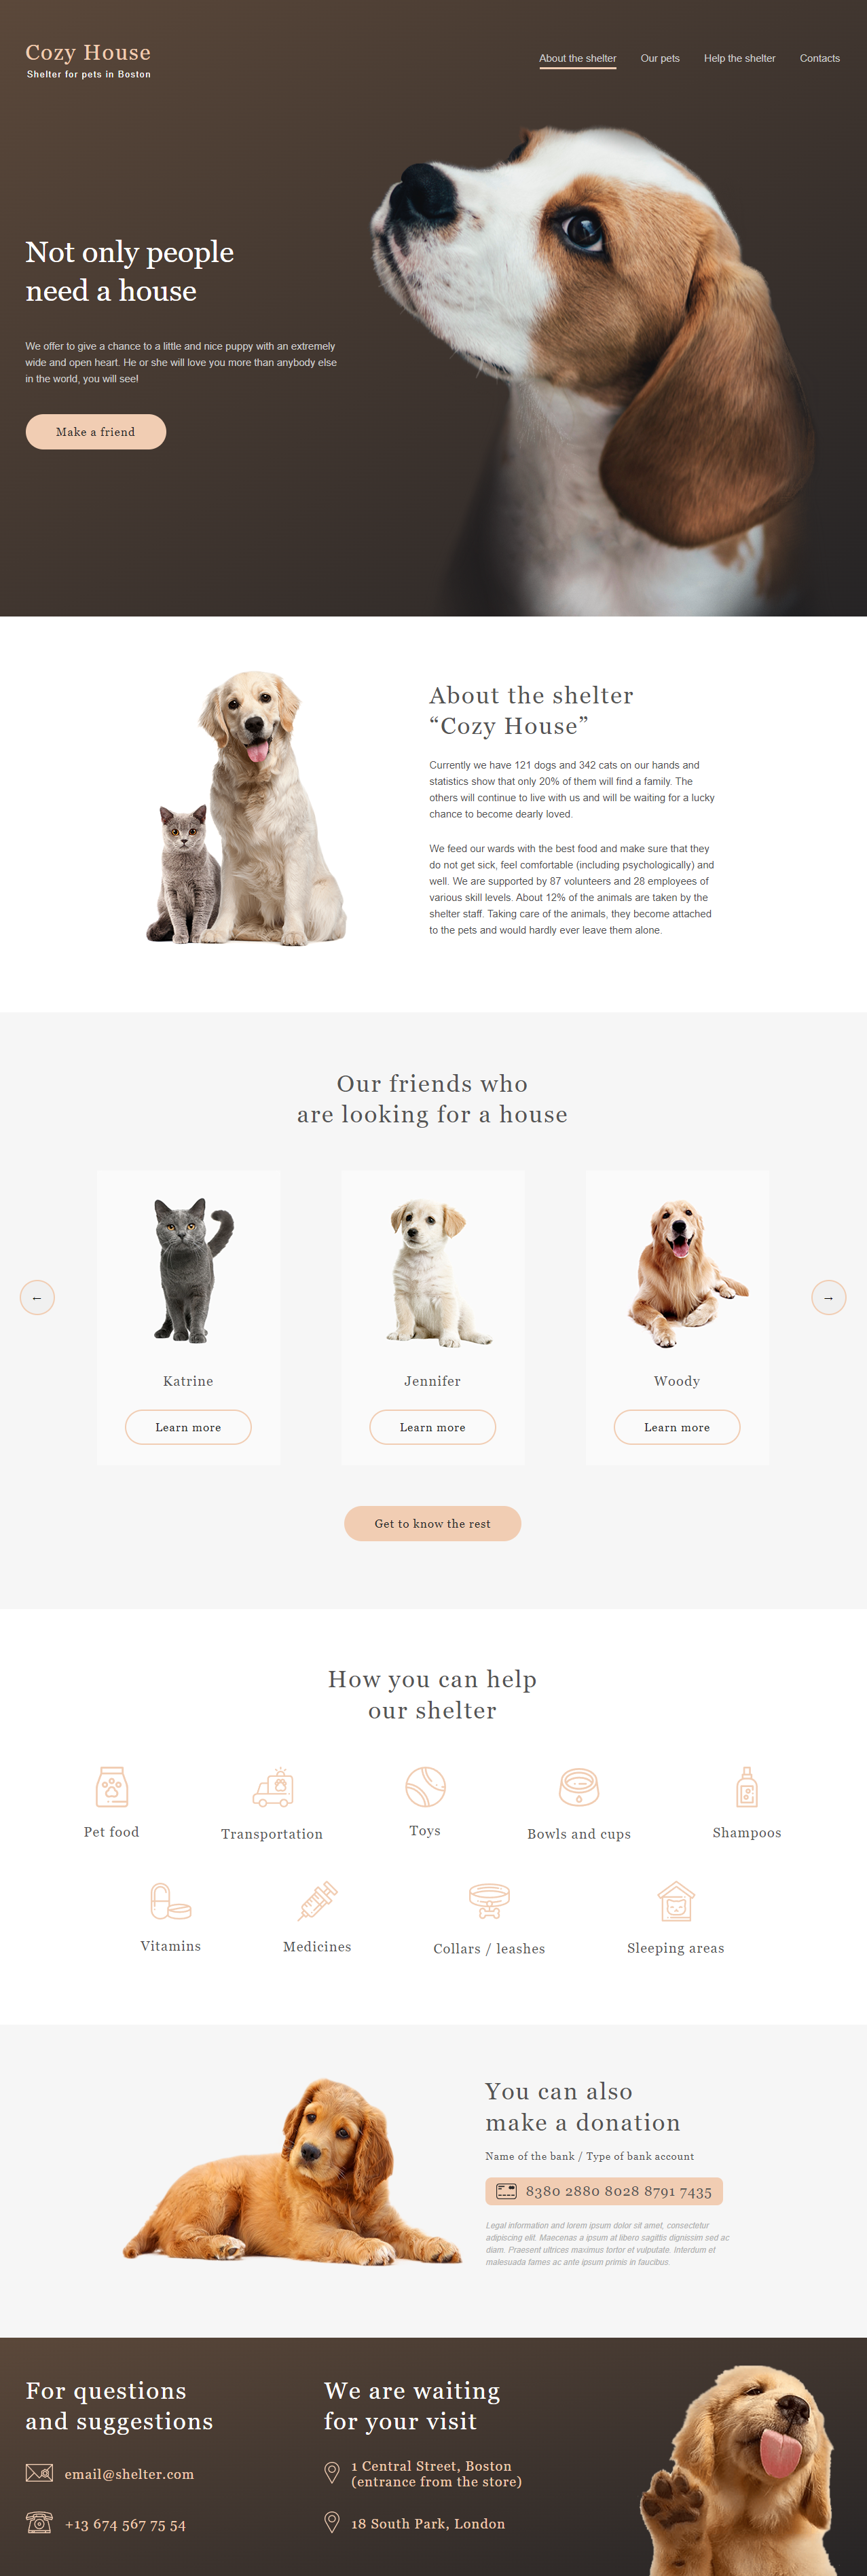 Cozy House
Shelter for pets in Boston
About the shelter
Our pets
Help the shelter
Contacts
Not only people
need a house
We offer to give a chance to a little and nice puppy with an extremely
wide and open heart. He or she will love you more than anybody else
in the world, you will see!
Make a friend
About the shelter
“Cozy House”
Currently we have 121 dogs and 342 cats on our hands and
statistics show that only 20% of them will find a family. The
others will continue to live with us and will be waiting for a lucky
chance to become dearly loved.
We feed our wards with the best food and make sure that they
do not get sick, feel comfortable (including psychologically) and
well. We are supported by 87 volunteers and 28 employees of
various skill levels. About 12% of the animals are taken by the
shelter staff. Taking care of the animals, they become attached
to the pets and would hardly ever leave them alone.
Our friends who
are looking for a house
←
→
Katrine
Jennifer
Woody
Learn more
Learn more
Learn more
Get to know the rest
How you can help
our shelter
Pet food
Transportation
Toys
Bowls and cups
Shampoos
Vitamins
Medicines
Collars / leashes
Sleeping areas
You can also
make a donation
Name of the bank / Type of bank account
8380 2880 8028 8791 7435
Legal information and lorem ipsum dolor sit amet, consectetur
adipiscing elit. Maecenas a ipsum at libero sagittis dignissim sed ac
diam. Praesent ultrices maximus tortor et vulputate. Interdum et
malesuada fames ac ante ipsum primis in faucibus.
For questions
and suggestions
email@shelter.com
+13 674 567 75 54
We are waiting
for your visit
1 Central Street, Boston
(entrance from the store)
18 South Park, London